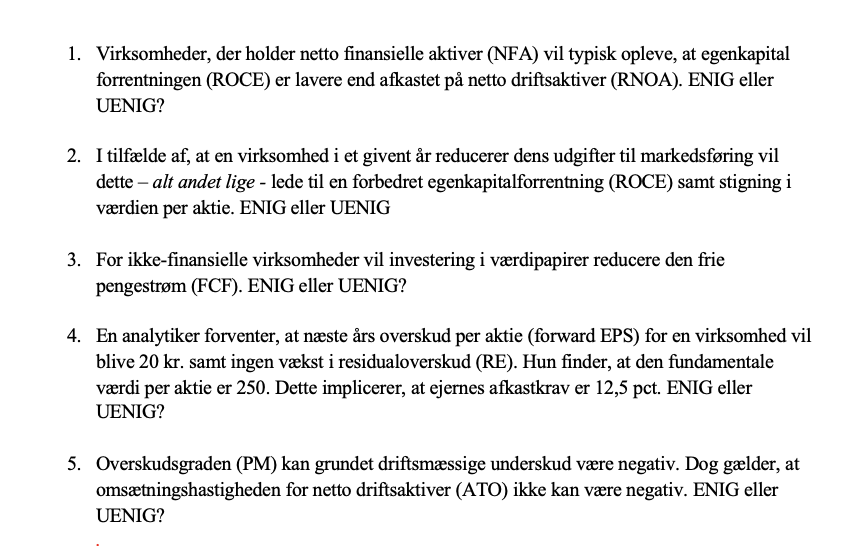 1. Virksomheder, der holder netto finansielle aktiver (NFA) vil typisk opleve, at egenkapital
forrentningen (ROCE) er lavere end afkastet på netto driftsaktiver (RNOA). ENIG eller
UENIG?
2. I tilfælde af, at en virksomhed i et givent år reducerer dens udgifter til markedsføring vil
dette – alt andet lige - lede til en forbedret egenkapitalforrentning (ROCE) samt stigning i
værdien per aktie. ENIG eller UENIG
3. For ikke-finansielle virksomheder vil investering i værdipapirer reducere den frie
pengestrøm (FCF). ENIG eller UENIG?
4. En analytiker forventer, at næste års overskud per aktie (forward EPS) for en virksomhed vil
blive 20 kr. samt ingen vækst i residualoverskud (RE). Hun finder, at den fundamentale
værdi per aktie er 250. Dette implicerer, at ejernes afkastkrav er 12,5 pct. ENIG eller
UENIG?
5. Overskudsgraden (PM) kan grundet driftsmæssige underskud være negativ. Dog gælder, at
omsætningshastigheden for netto driftsaktiver (ATO) ikke kan være negativ. ENIG eller
UENIG?